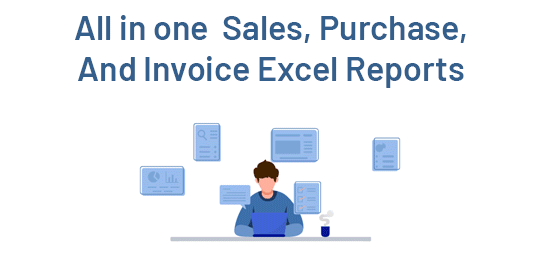 All in one Sales, Purchase,
And Invoice Excel Reports